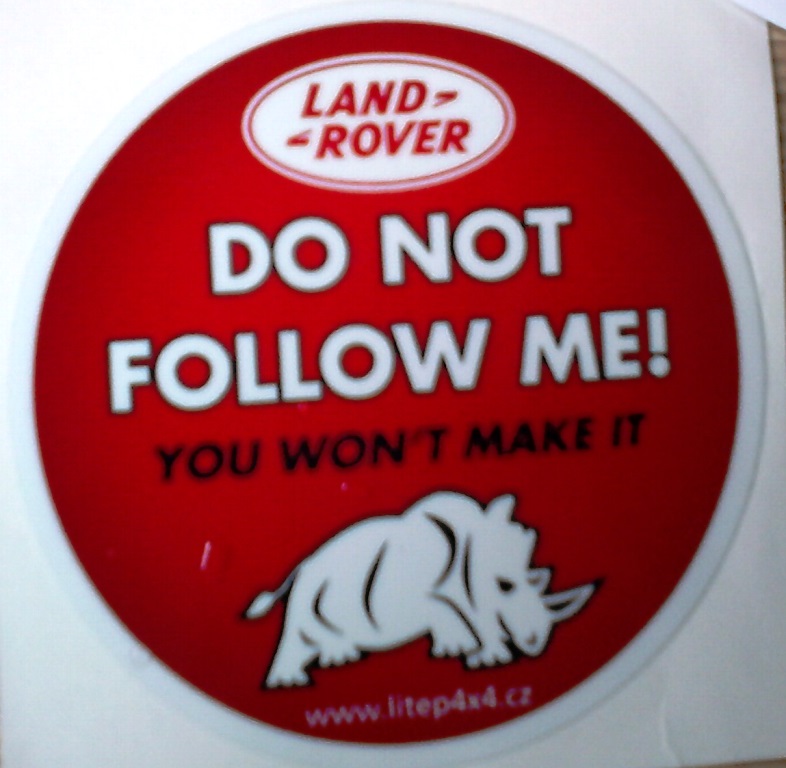 LAND
ROVER
DO NOT
FOLLOW ME!
YOU WON'T MAKE IT
www.litep4x4.cz